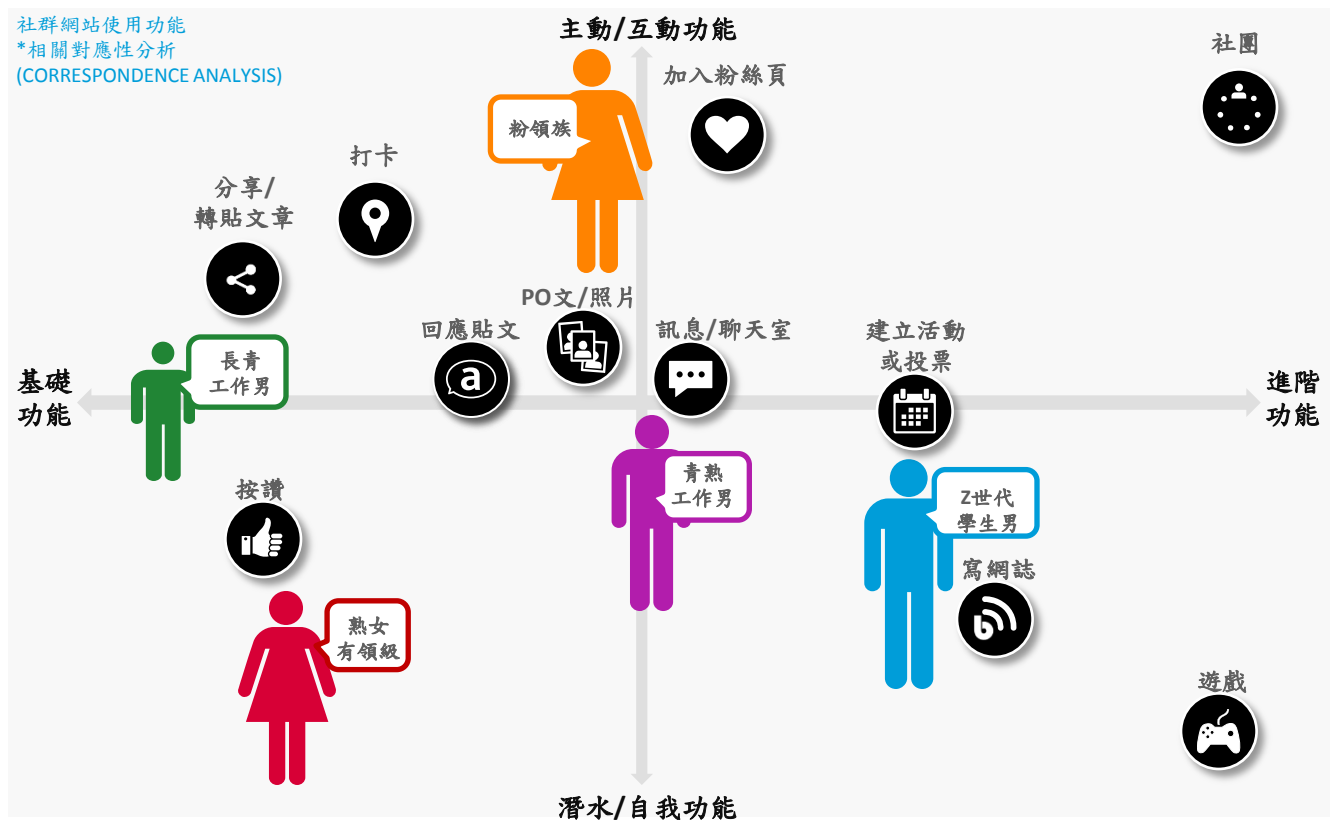 社群網站使用功能
*相關對應性分析
(CORRESPONDENCE ANALYSIS)
主動/互動功能
社團
加入粉絲頁
粉領族
打卡
分享/
轉貼文章
PO文/照片
回應貼文
a
訊息/聊天室
建立活動
或投票
長青
工作男
基礎
功能
進階
功能
青熟
工作男
按讚
Z世代
學生男
寫網誌
b
熟女
有領級
遊戲
潛水/自我功能